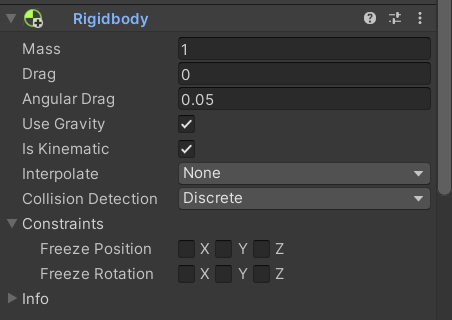 Rigidbody
Mass 1
Drag 0
Angular Drag 0.05
Use Gravity
Is Kinematic
Interpolate None
Collision Detection Discrete
Constraints
Freeze Position X Y Z
Freeze Rotation X Y Z
Info